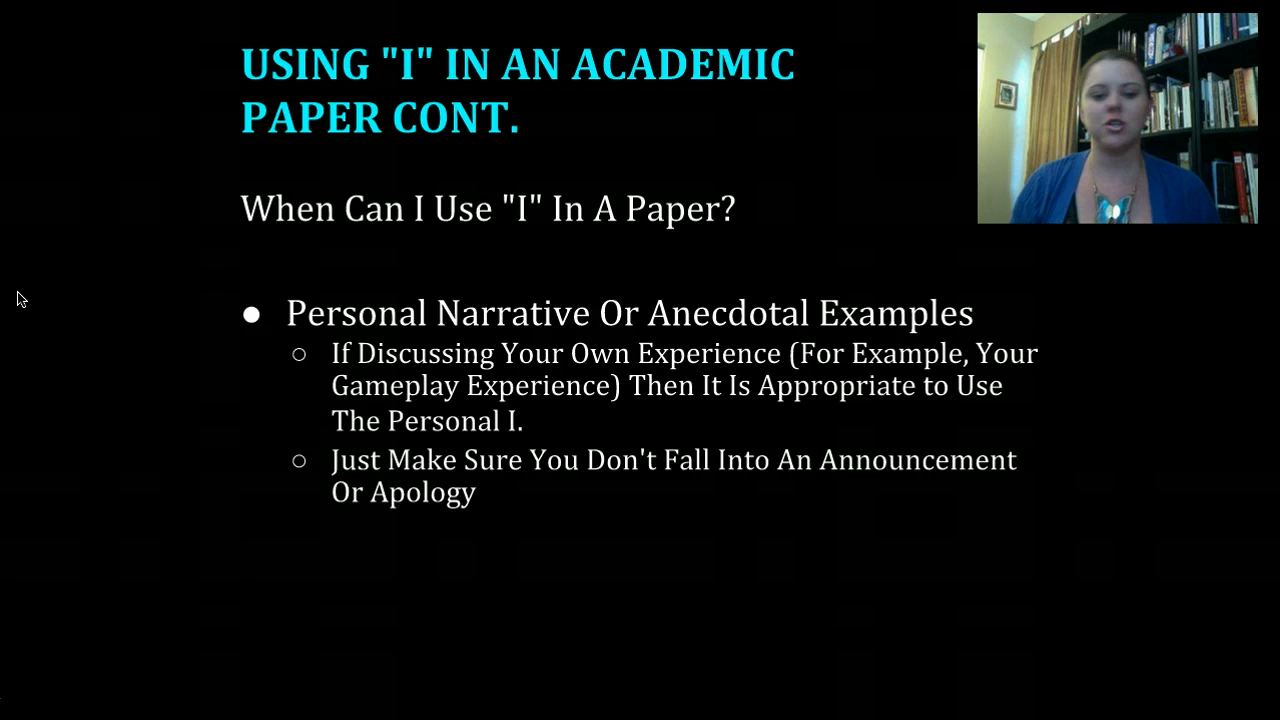 USING "I" IN AN ACADEMIC
PAPER CONT.
When Can I Use "I" In A Paper?
● Personal Narrative Or Anecdotal Examples
○ If Discussing Your Own Experience (For Example, Your
Gameplay Experience) Then It Is Appropriate to Use
The Personal I.
○ Just Make Sure You Don't Fall Into An Announcement
Or Apology